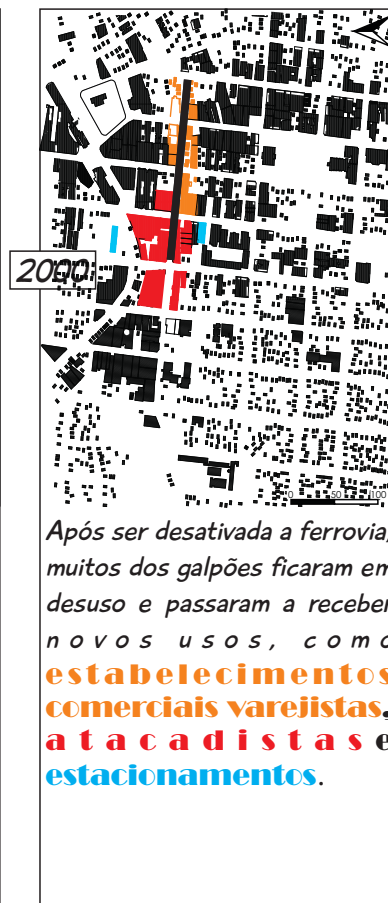 2000
0 50 100
Após ser desativada a ferrovia,
muitos dos galpões ficaram em
desuso e passaram a receber
novos usos, como
estabelecimentos
comerciais varejistas,
atacadistas e
estacionamentos.